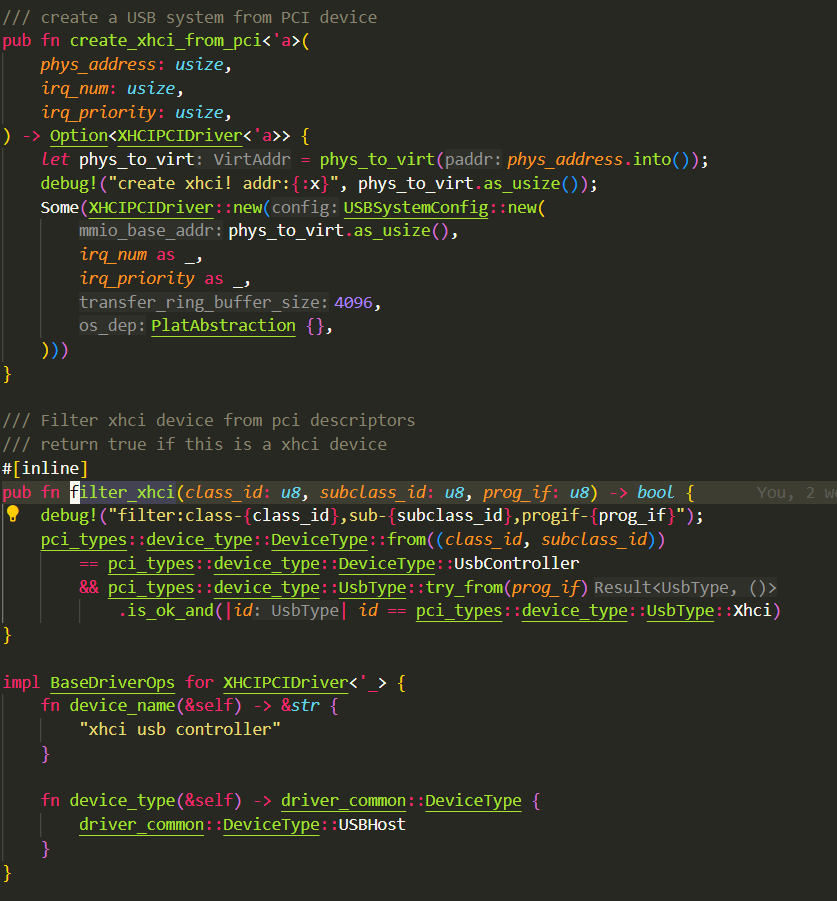 /// create a USB system from PCI device
pub fn create_xhci_from_pci<'a>(
    phys_address: usize,
    irq_num: usize,
    irq_priority: usize,
) -> Option<XHCIPCIDriver<'a>> {
    let phys_to_virt: VirtAddr = phys_to_virt(paddr: phys_address.into());
    debug!("create xhci! addr:{:x}", phys_to_virt.as_usize());
    Some(XHCIPCIDriver::new(config: USBSystemConfig::new(
        mmio_base_addr: phys_to_virt.as_usize(),
        irq_num as _,
        irq_priority as _,
        transfer_ring_buffer_size: 4096,
        os_dep: PlatAbstraction {},
    )))
}
/// Filter xhci device from pci descriptors
/// return true if this is a xhci device
#[inline]
pub fn filter_xhci(class_id: u8, subclass_id: u8, prog_if: u8) -> bool {    You, 2 w
    debug!("filter:class-{class_id},sub-{subclass_id},progif-{prog_if}");
    pci_types::device_type::DeviceType::from((class_id, subclass_id))
        == pci_types::device_type::DeviceType::UsbController
        && pci_types::device_type::UsbType::try_from(prog_if) Result<UsbType, ()>
            .is_ok_and(|id: UsbType| id == pci_types::device_type::UsbType::Xhci)
}
impl BaseDriverOps for XHCIPCIDriver<'_> {
    fn device_name(&self) -> &str {
        "xhci usb controller"
    }
    fn device_type(&self) -> driver_common::DeviceType {
        driver_common::DeviceType::USBHost
    }
}